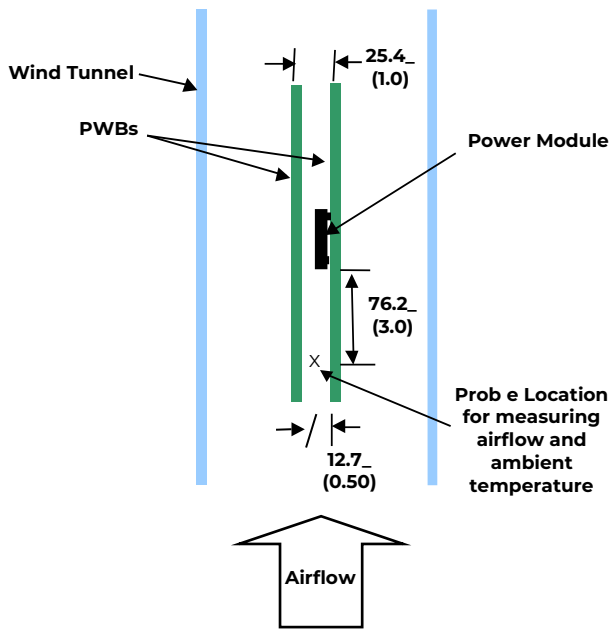 25.4_
(1.0)
Wind Tunnel
PWBs
Power Module
76.2_
(3.0)
X
Prob e Location
for measuring
airflow and
ambient
temperature
12.7_
(0.50)
Airflow